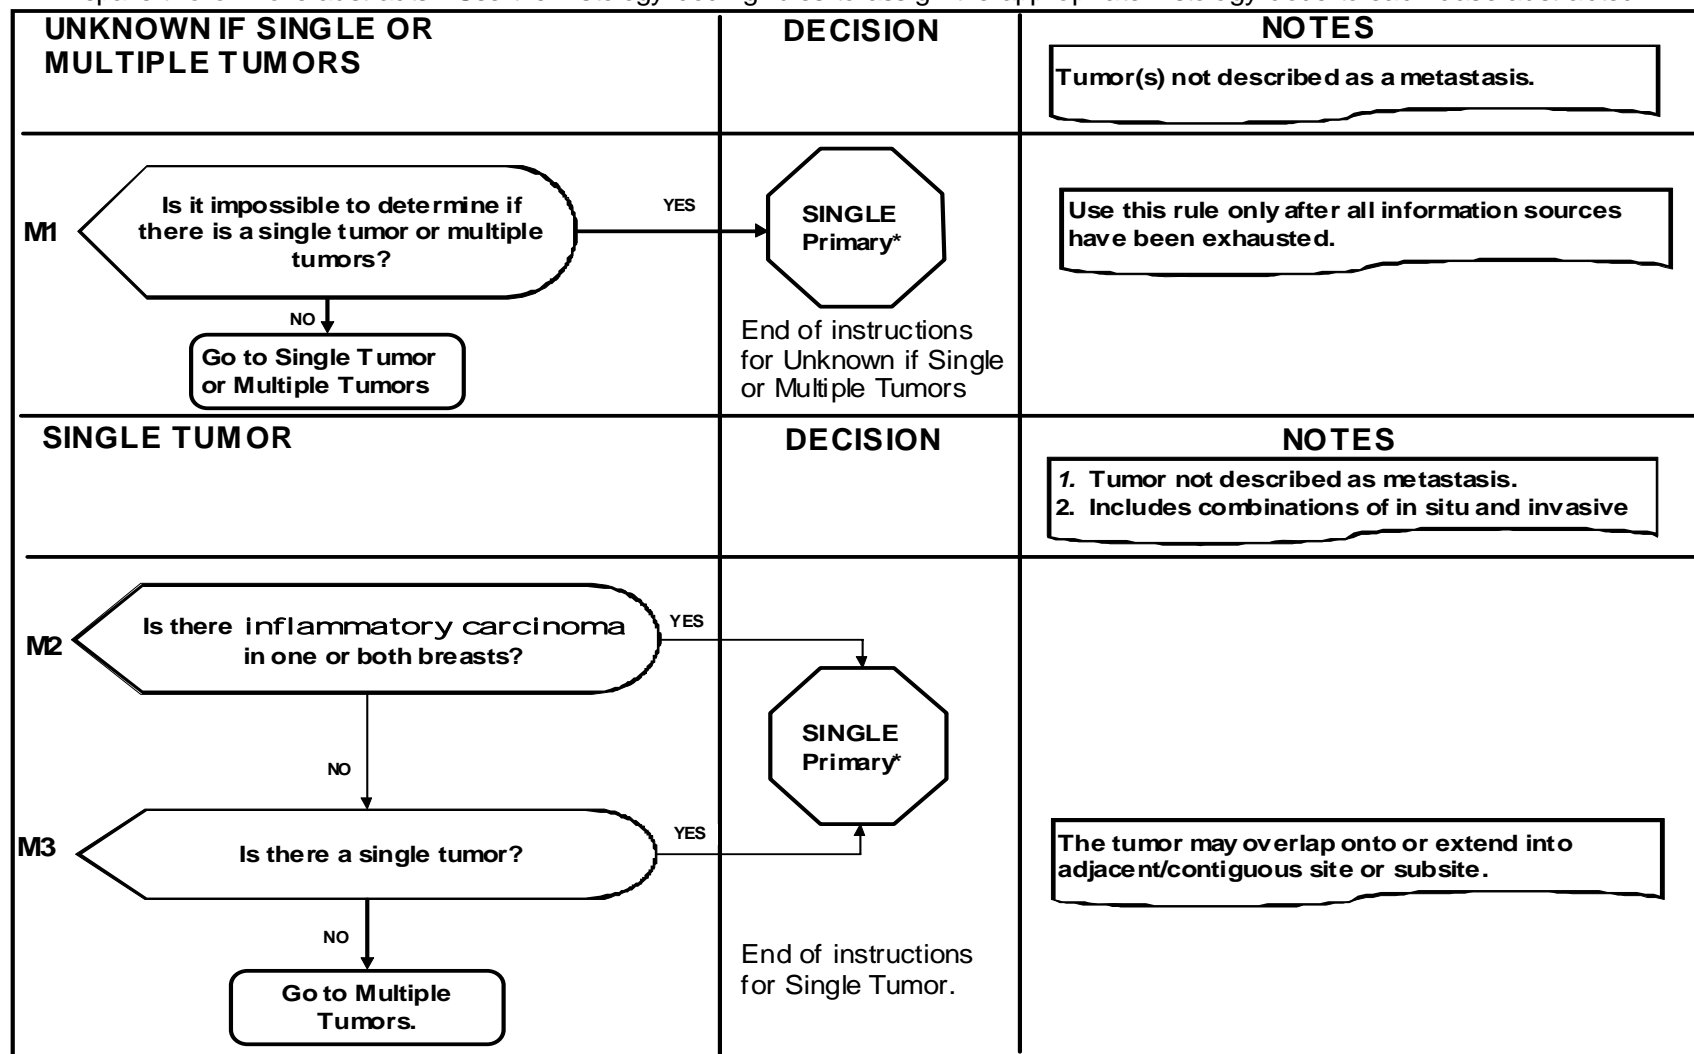 UNKNOWN IF SINGLE OR
MULTIPLE TUMORS
DECISION
NOTES
Tumor(s) not described as a metastasis.
M1
Is it impossible to determine if
there is a single tumor or multiple
tumors?
YES
SINGLE
Primary*
Use this rule only after all information sources
have been exhausted.
NO
Go to Single Tumor
or Multiple Tumors
End of instructions
for Unknown if Single
or Multiple Tumors
SINGLE TUMOR
DECISION
NOTES
1. Tumor not described as metastasis.
2. Includes combinations of in situ and invasive
M2
Is there inflammatory carcinoma
in one or both breasts?
YES
SINGLE
Primary*
NO
M3
Is there a single tumor?
YES
The tumor may overlap onto or extend into
adjacent/contiguous site or subsite.
NO
Go to Multiple
Tumors.
End of instructions
for Single Tumor.